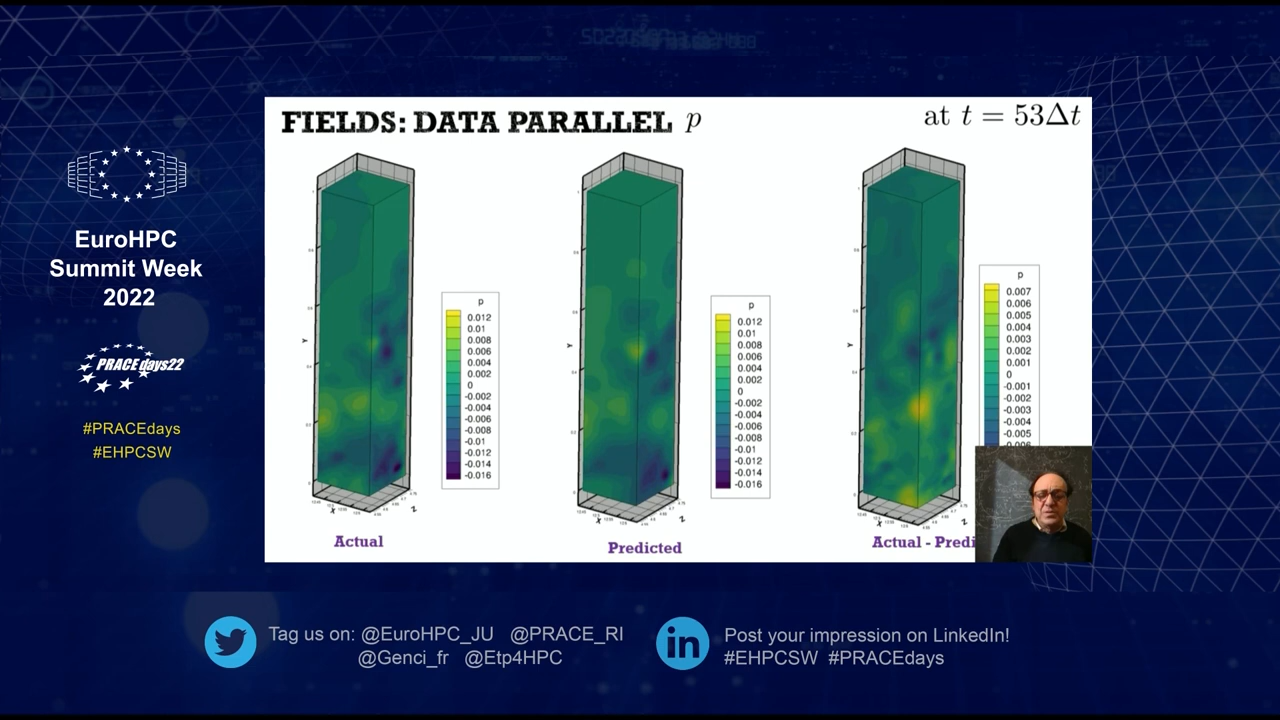 EuroHPC
Summit Week
2022
PRACEdays22
#PRACEdays
#EHPCSW
FIELDS: DATA PARALLEL p
at t = 53Δt
p
0.012
0.01
0.008
0.006
0.004
0.002
0
-0.002
-0.004
-0.006
-0.008
-0.01
-0.012
-0.014
-0.016
Y
X
Z
Actual
p
0.012
0.01
0.008
0.006
0.004
0.002
0
-0.002
-0.004
-0.006
-0.008
-0.01
-0.012
-0.014
-0.016
Y
X
Z
Predicted
p
0.007
0.006
0.005
0.004
0.003
0.002
0.001
0
-0.001
-0.002
-0.003
-0.004
-0.005
Y
X
Z
Actual - Predi
Tag us on: @EuroHPC_JU @PRACE_RI
@Genci_fr @Etp4HPC
in
Post your impression on LinkedIn!
#EHPCSW #PRACEdays